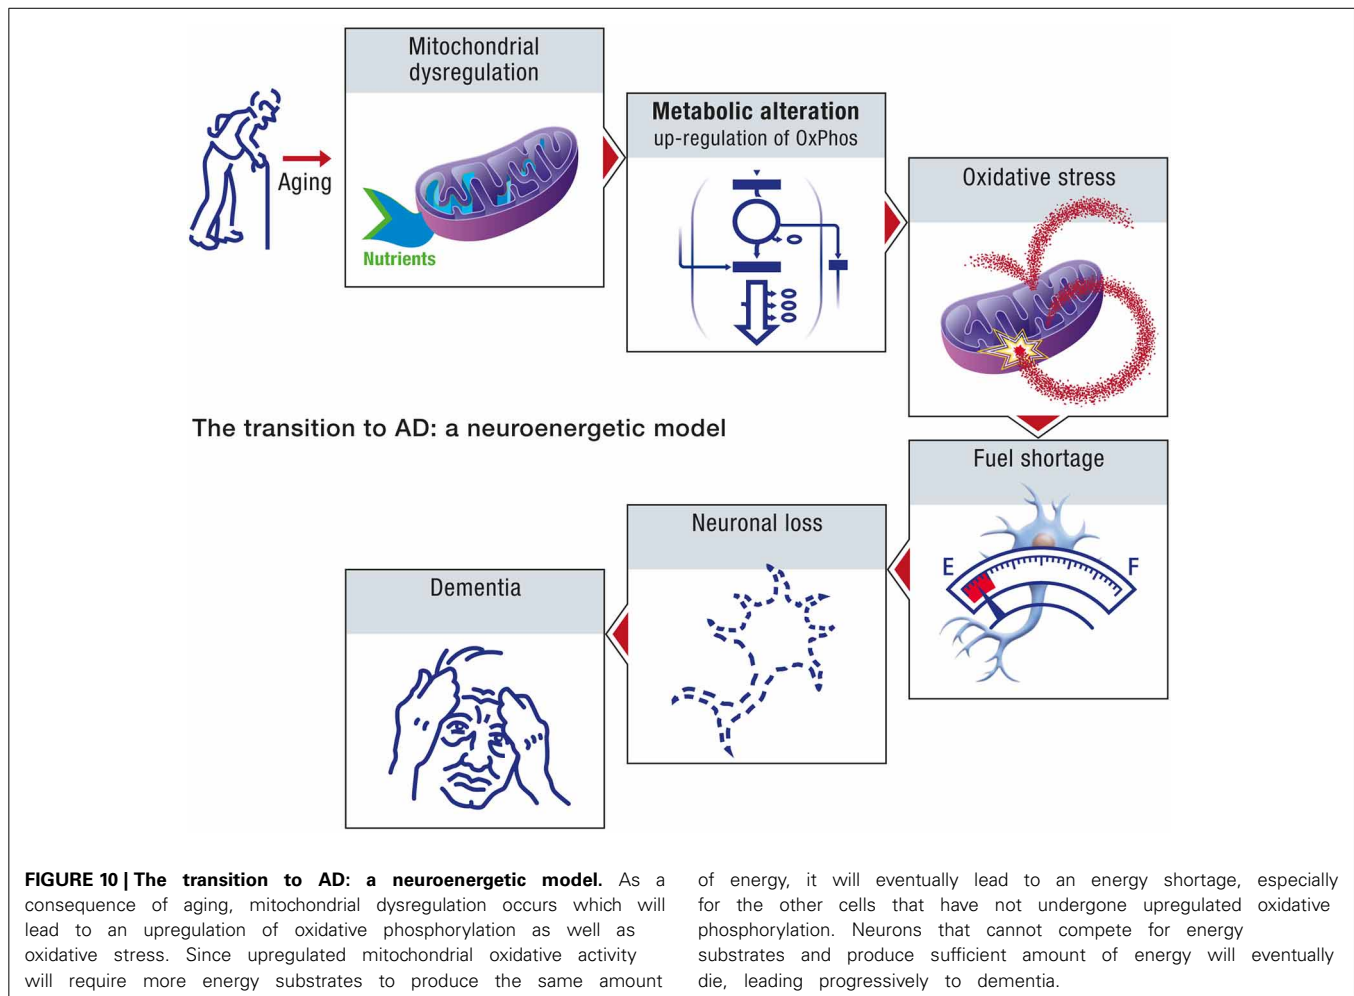 Mitochondrial
dysregulation
Aging
Nutrients
Metabolic alteration
up-regulation of OxPhos
Oxidative stress
The transition to AD: a neuroenergetic model
Fuel shortage
E F
Neuronal loss
Dementia
FIGURE 10 | The transition to AD: a neuroenergetic model. As a
consequence of aging, mitochondrial dysregulation occurs which will
lead to an upregulation of oxidative phosphorylation as well as
oxidative stress. Since upregulated mitochondrial oxidative activity
will require more energy substrates to produce the same amount
of energy, it will eventually lead to an energy shortage, especially
for the other cells that have not undergone upregulated oxidative
phosphorylation. Neurons that cannot compete for energy
substrates and produce sufficient amount of energy will eventually
die, leading progressively to dementia.